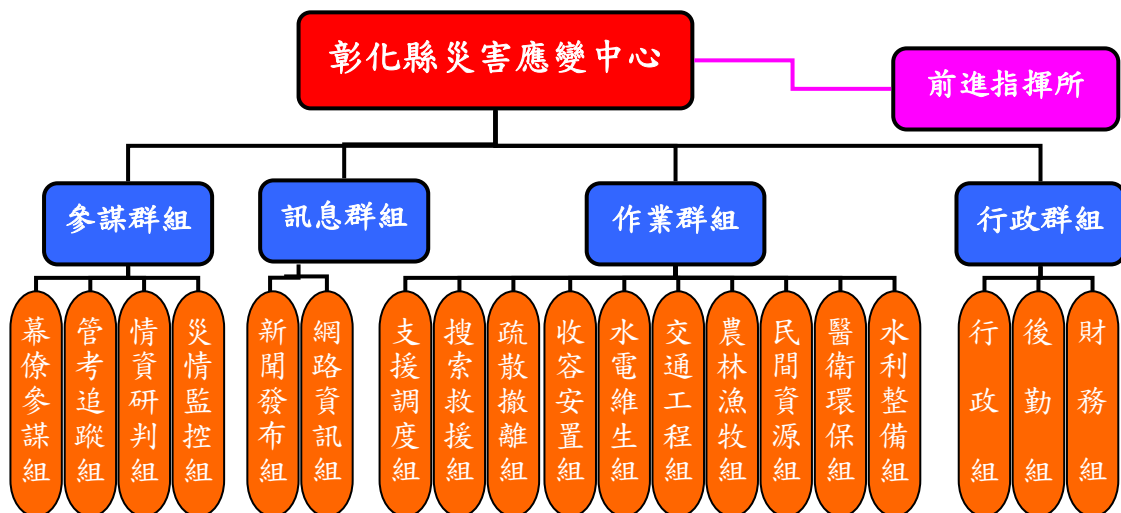 彰化縣災害應變中心
前進指揮所
參謀群組
訊息群組
作業群組
行政群組
幕僚參謀組
管考追蹤組
情資研判組
災情監控組
新聞發布組
網路資訊組
支援調度組
搜索救援組
疏散撤離組
收容安置組
水電維生組
交通工程組
農林漁牧組
民間資源組
醫衛環保組
水利整備組
行政組
後勤組
財務組